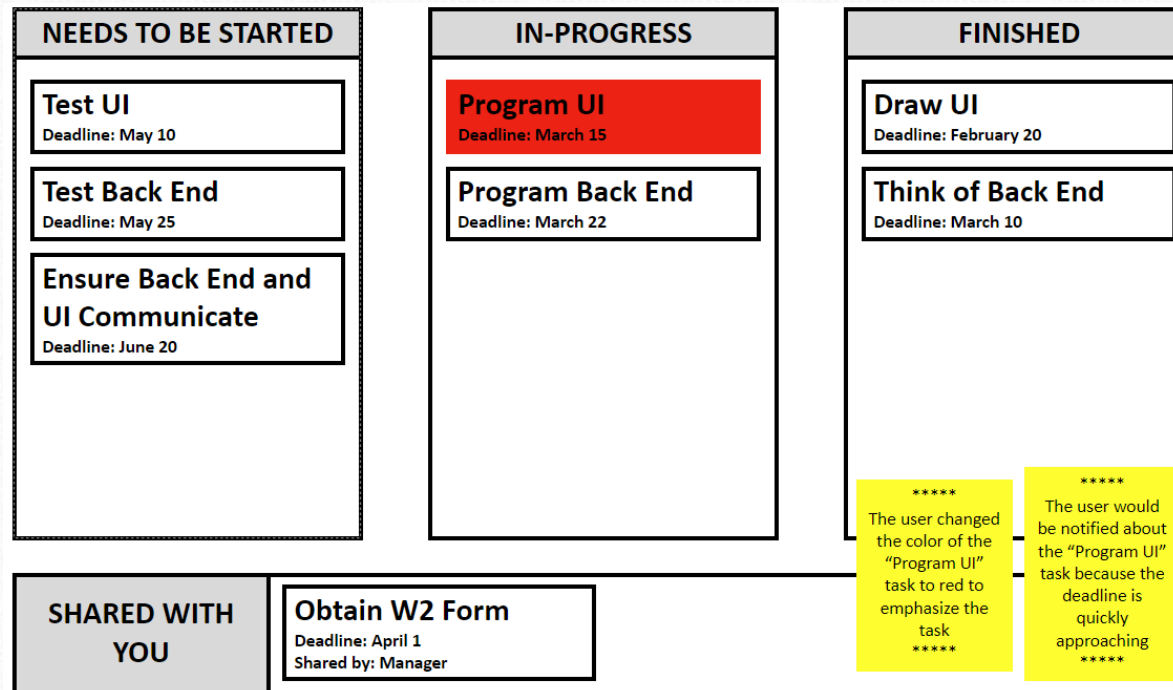 NEEDS TO BE STARTED
Test UI
Deadline: May 10
Test Back End
Deadline: May 25
Ensure Back End and
UI Communicate
Deadline: June 20
IN-PROGRESS
Program UI
Deadline: March 15
Program Back End
Deadline: March 22
FINISHED
Draw UI
Deadline: February 20
Think of Back End
Deadline: March 10
*****
The user changed
the color of the
“Program UI”
task to red to
emphasize the
task
*****
*****
The user would
be notified about
the “Program UI”
task because the
deadline is
quickly
approaching
*****
SHARED WITH
YOU
Obtain W2 Form
Deadline: April 1
Shared by: Manager